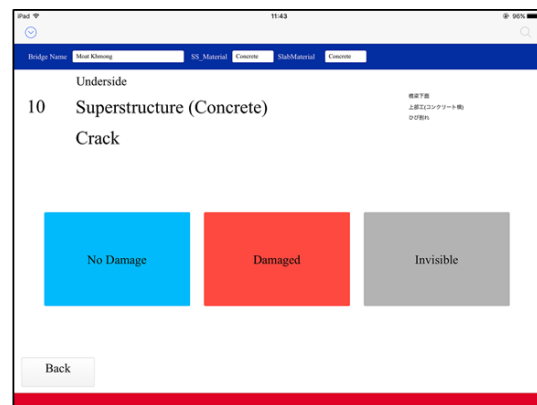 iPad 11:43 96%
Bridge Name Meat Khmong SS_Material Concrete SlabMaterial Concrete
Underside
10 Superstructure (Concrete)
Crack
橋梁下面
上部工(コンクリート橋)
ひび割れ
No Damage Damaged Invisible
Back